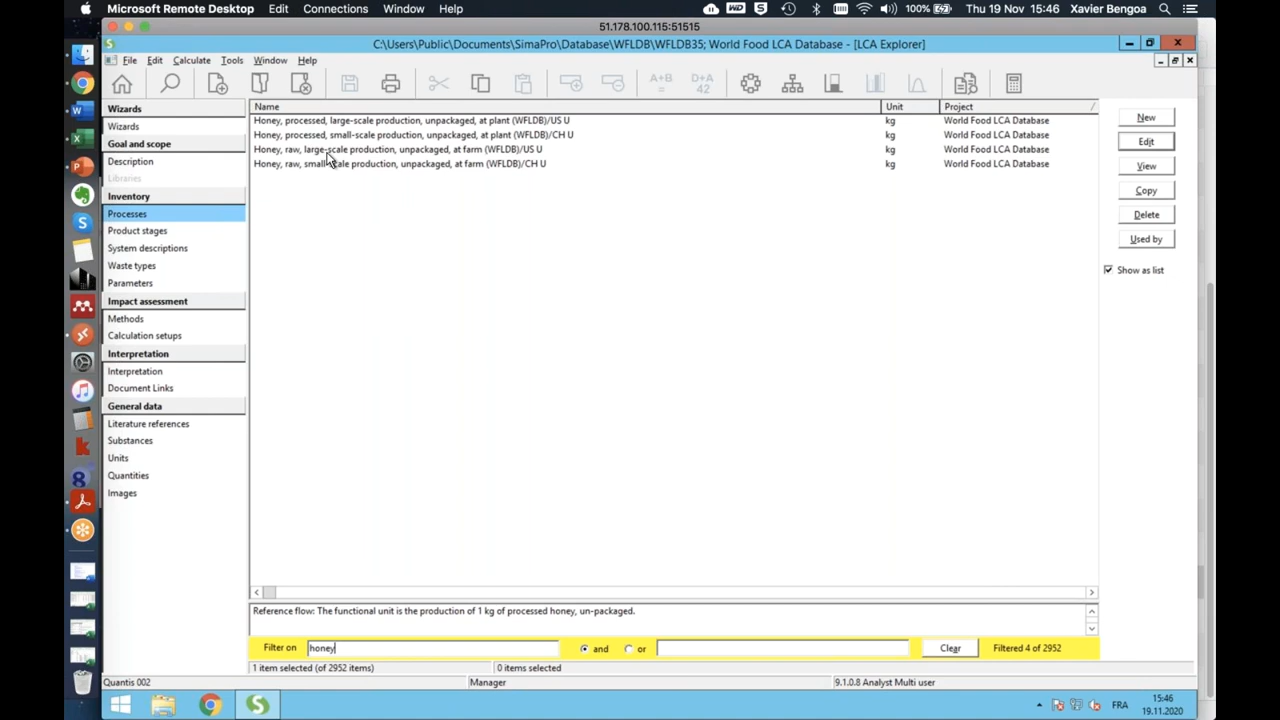 Microsoft Remote Desktop Edit Connections Window Help 100% Thu 19 Nov 15:46 Xavier Bengoa
51.178.100.115:51515
C:\Users\Public\Documents\SimaPro\Database\WFLDB\WFLDB35; World Food LCA Database - [LCA Explorer]
File Edit Calculate Tools Window Help
A+B
D+A
42
Wizards
Wizards
Goal and scope
Description
Libraries
Inventory
Processes
Product stages
System descriptions
Waste types
Parameters
Impact assessment
Methods
Calculation setups
Interpretation
Interpretation
Document Links
General data
Literature references
Substances
Units
Quantities
Images
Name Unit Project
Honey, processed, large-scale production, unpackaged, at plant (WFLDB)/US U kg World Food LCA Database
Honey, processed, small-scale production, unpackaged, at plant (WFLDB)/CH U kg World Food LCA Database
Honey, raw, large-scale production, unpackaged, at farm (WFLDB)/US U kg World Food LCA Database
Honey, raw, small-scale production, unpackaged, at farm (WFLDB)/CH U kg World Food LCA Database
New
Edit
View
Copy
Delete
Used by
Show as list
Reference flow: The functional unit is the production of 1 kg of processed honey, un-packaged.
Filter on honey and or Clear Filtered 4 of 2952
1 item selected (of 2952 items) 0 items selected
Quantis 002 Manager 9.1.0.8 Analyst Multi user
FRA 15:46
19.11.2020